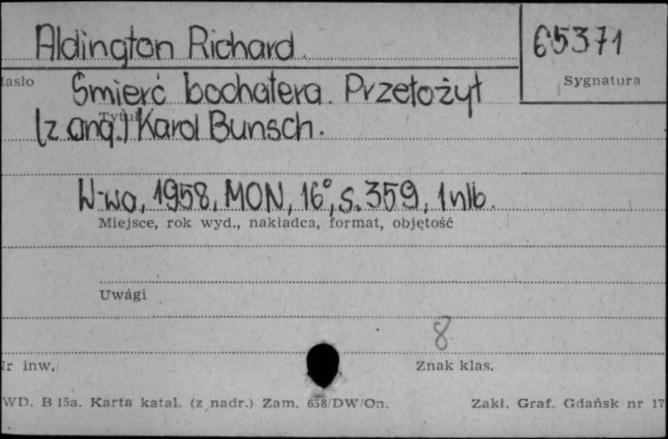 Aldington Richard.
65371
Hasło
Sygnatura
Śmierć bochatera. Przełożył
Tytuł
(z ang.) Karol Bunsch.
W-wa, 1958, MON, 16°, s. 359, 1 nlb.
Miejsce, rok wyd., nakładca, format, objętość
Uwagi
8
Nr inw.
Znak klas.
WD. B 15a. Karta katal. (z nadr.) Zam. 658/DW/On.
Zakł. Graf. Gdańsk nr 17